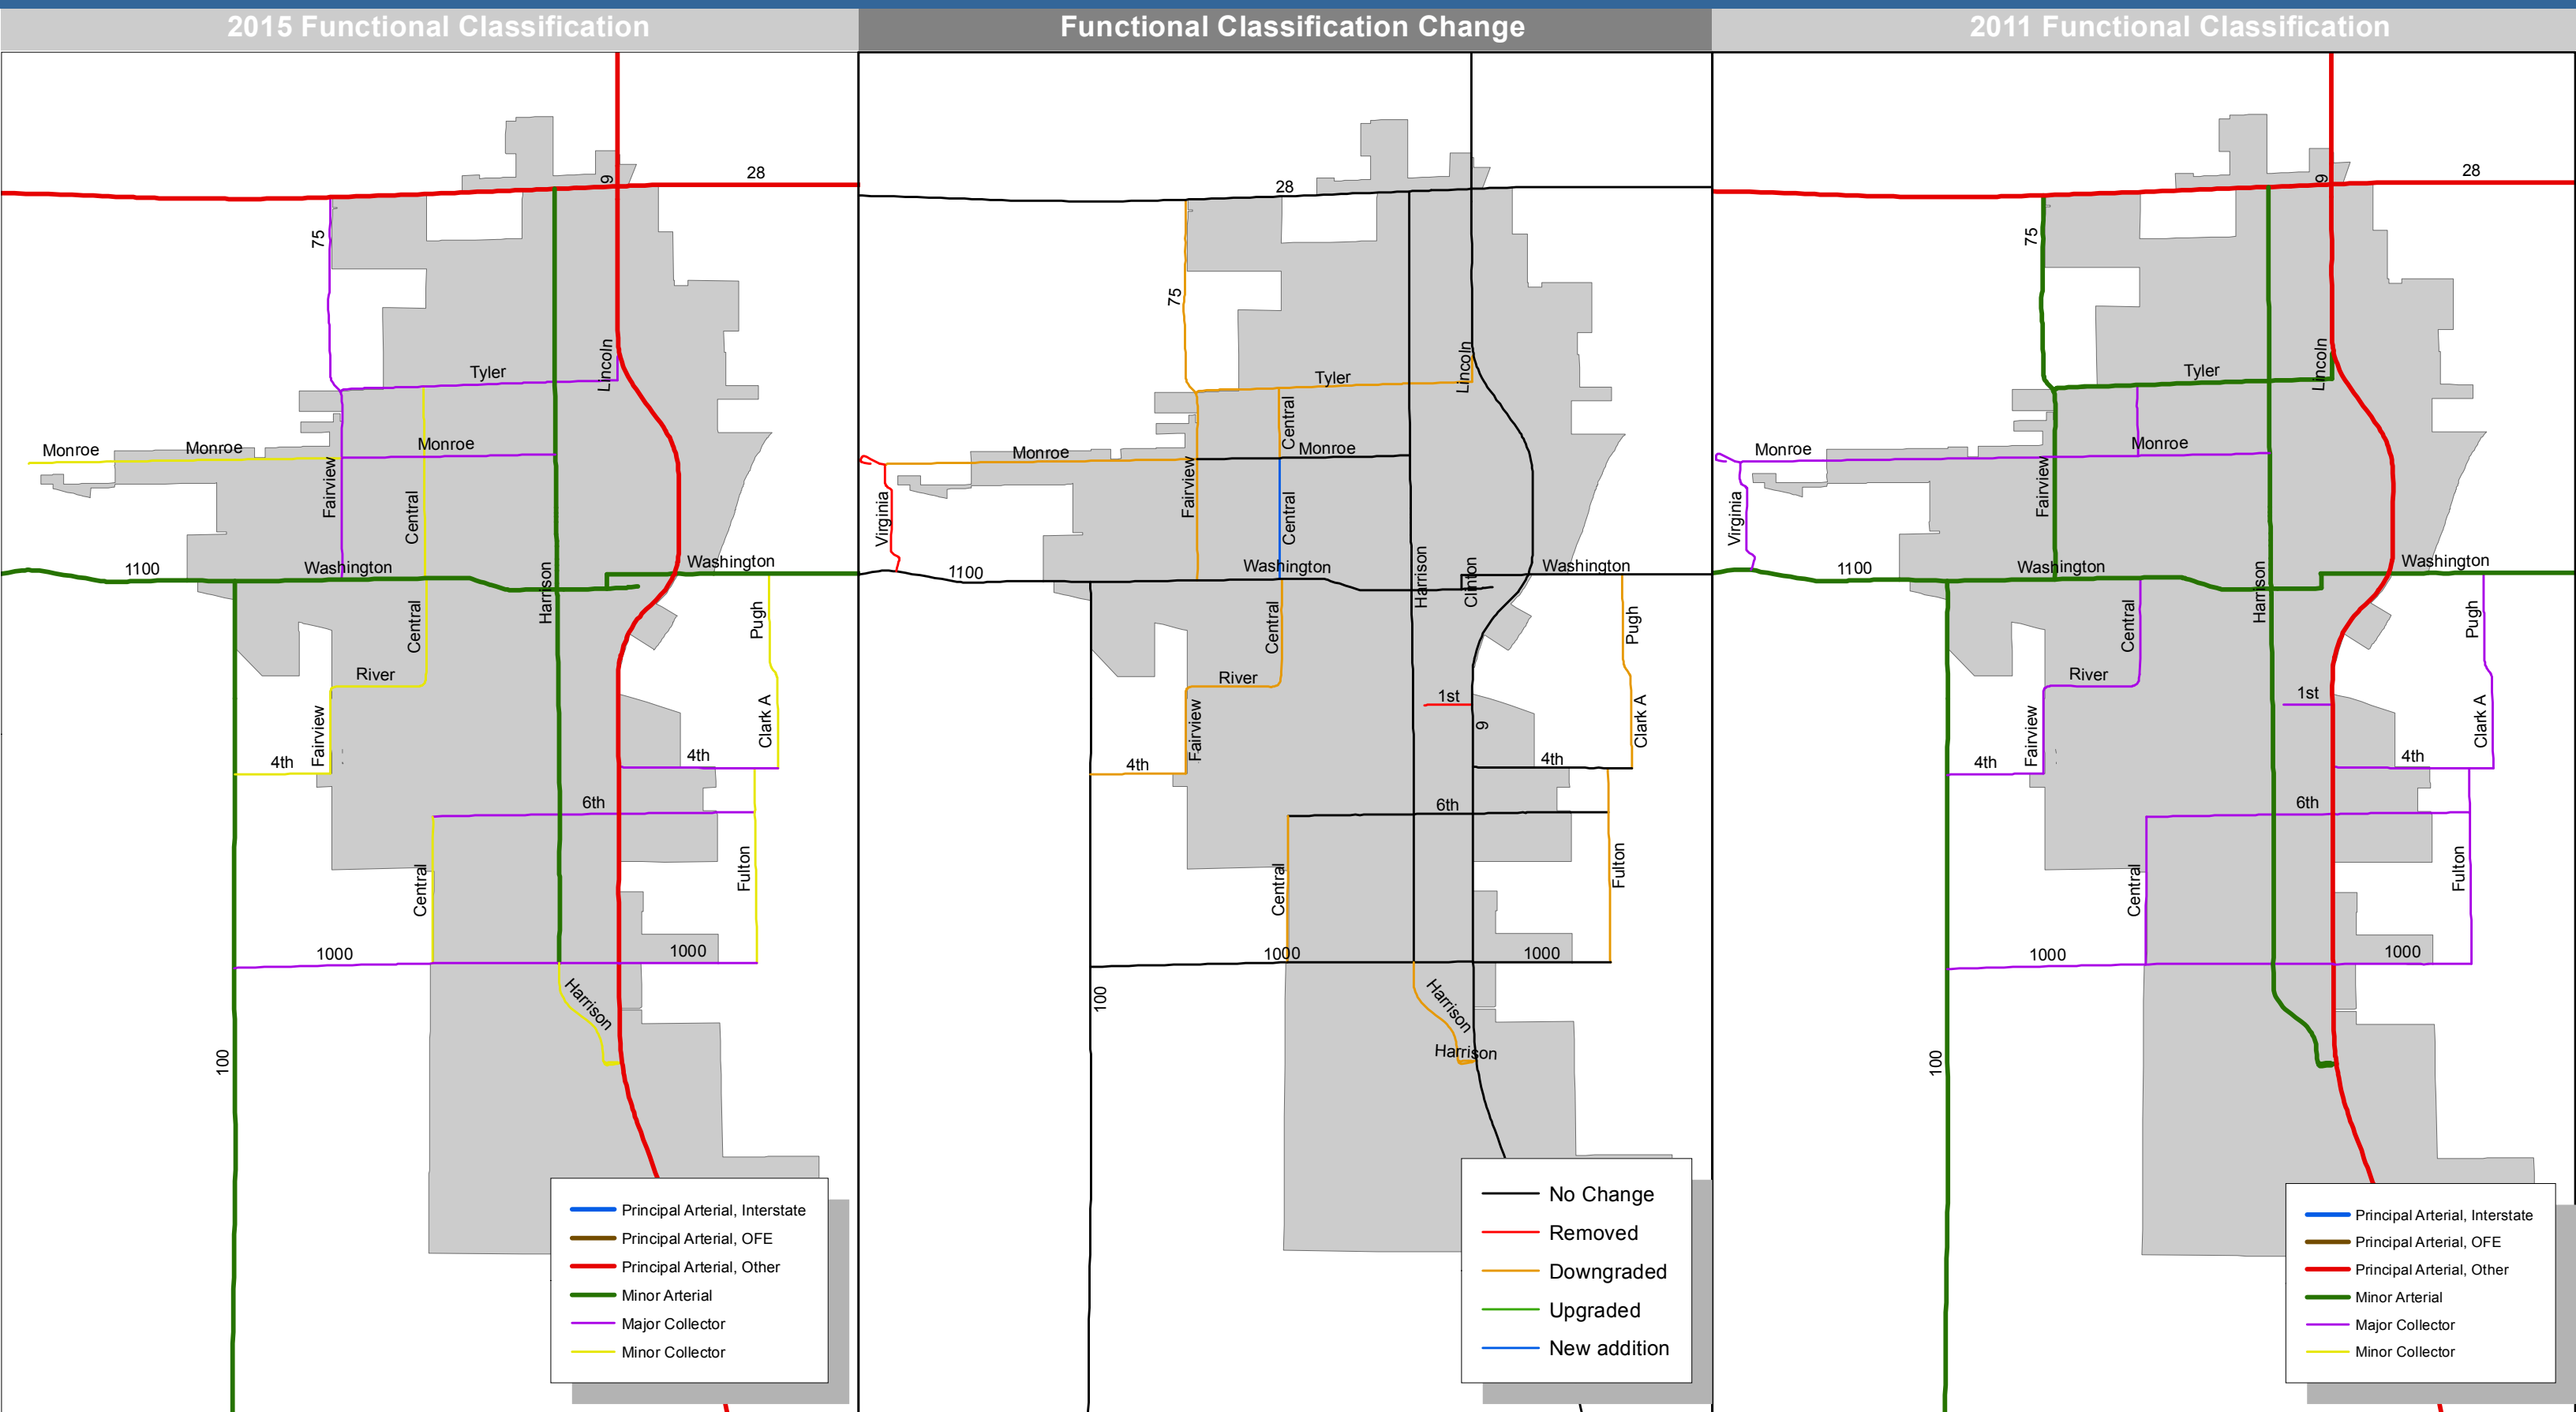 2015 Functional Classification
Functional Classification Change
2011 Functional Classification
28
9
75
Lincoln
Tyler
Monroe
Monroe
Monroe
Fairview
Central
1100
Washington
Washington
Harrison
Central
Pugh
River
Fairview
Clark A
4th
4th
6th
Central
Fulton
1000
1000
Harrison
100
Principal Arterial, Interstate
Principal Arterial, OFE
Principal Arterial, Other
Minor Arterial
Major Collector
Minor Collector
28
75
Lincoln
Tyler
Central
Monroe
Monroe
Fairview
Virginia
Central
1100
Washington
Washington
Harrison
Clinton
Central
Pugh
River
1st
Fairview
9
Clark A
4th
4th
6th
Central
Fulton
1000
1000
100
Harrison
Harrison
No Change
Removed
Downgraded
Upgraded
New addition
28
9
75
Lincoln
Tyler
Monroe
Monroe
Fairview
Virginia
1100
Washington
Washington
Harrison
Central
Pugh
River
1st
Fairview
Clark A
4th
4th
6th
Central
Fulton
1000
1000
100
Principal Arterial, Interstate
Principal Arterial, OFE
Principal Arterial, Other
Minor Arterial
Major Collector
Minor Collector